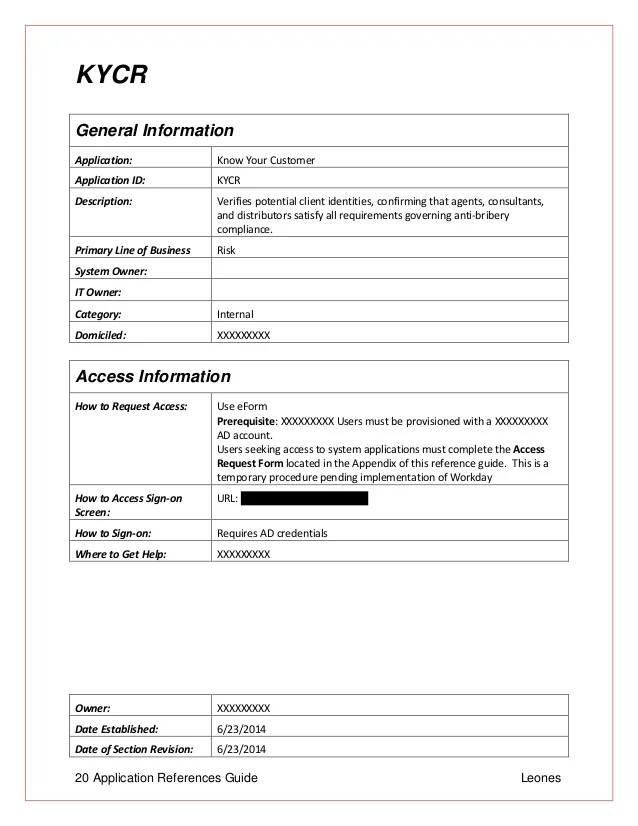 KYCR
General Information
Application: Know Your Customer
Application ID: KYCR
Description: Verifies potential client identities, confirming that agents, consultants,
and distributors satisfy all requirements governing anti-bribery
compliance.
Primary Line of Business Risk
System Owner:
IT Owner:
Category: Internal
Domiciled: XXXXXXXXX
Access Information
How to Request Access: Use eForm
Prerequisite: XXXXXXXXX Users must be provisioned with a XXXXXXXXX
AD account.
Users seeking access to system applications must complete the Access
Request Form located in the Appendix of this reference guide. This is a
temporary procedure pending implementation of Workday
How to Access Sign-on URL:
Screen:
How to Sign-on: Requires AD credentials
Where to Get Help: XXXXXXXXX
Owner: XXXXXXXXX
Date Established: 6/23/2014
Date of Section Revision: 6/23/2014
20 Application References Guide Leones